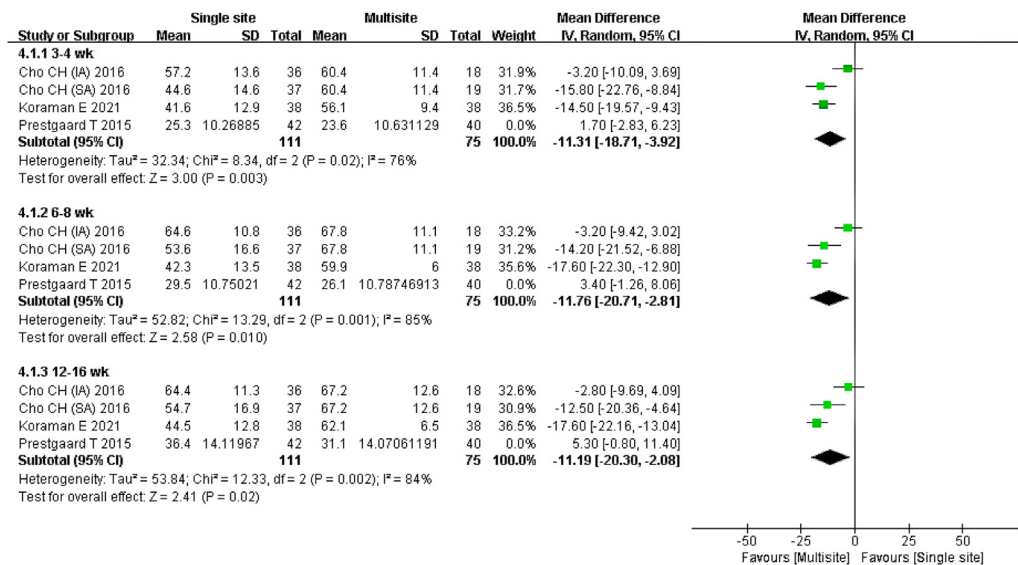 Single site Multisite Mean Difference Mean Difference
Study or Subgroup Mean SD Total Mean SD Total Weight IV, Random, 95% CI IV, Random, 95% CI
4.1.1 3-4 wk
Cho CH (IA) 2016 57.2 13.6 36 60.4 11.4 18 31.9% -3.20 [-10.09, 3.69]
Cho CH (SA) 2016 44.6 14.6 37 60.4 11.4 19 31.7% -15.80 [-22.76, -8.84]
Koraman E 2021 41.6 12.9 38 56.1 9.4 38 36.5% -14.50 [-19.57, -9.43]
Prestgaard T 2015 25.3 10.26885 42 23.6 10.631129 40 0.0% 1.70 [-2.83, 6.23]
Subtotal (95% CI) 111 75 100.0% -11.31 [-18.71, -3.92]
Heterogeneity: Tau² = 32.34; Chi² = 8.34, df = 2 (P = 0.02); I² = 76%
Test for overall effect: Z = 3.00 (P = 0.003)
4.1.2 6-8 wk
Cho CH (IA) 2016 64.6 10.8 36 67.8 11.1 18 33.2% -3.20 [-9.42, 3.02]
Cho CH (SA) 2016 53.6 16.6 37 67.8 11.1 19 31.2% -14.20 [-21.52, -6.88]
Koraman E 2021 42.3 13.5 38 59.9 6 38 35.6% -17.60 [-22.30, -12.90]
Prestgaard T 2015 29.5 10.75021 42 26.1 10.78746913 40 0.0% 3.40 [-1.26, 8.06]
Subtotal (95% CI) 111 75 100.0% -11.76 [-20.71, -2.81]
Heterogeneity: Tau² = 52.82; Chi² = 13.29, df = 2 (P = 0.001); I² = 85%
Test for overall effect: Z = 2.58 (P = 0.010)
4.1.3 12-16 wk
Cho CH (IA) 2016 64.4 11.3 36 67.2 12.6 18 32.6% -2.80 [-9.69, 4.09]
Cho CH (SA) 2016 54.7 16.9 37 67.2 12.6 19 30.9% -12.50 [-20.36, -4.64]
Koraman E 2021 44.5 12.8 38 62.1 6.5 38 36.5% -17.60 [-22.16, -13.04]
Prestgaard T 2015 36.4 14.11967 42 31.1 14.07061191 40 0.0% 5.30 [-0.80, 11.40]
Subtotal (95% CI) 111 75 100.0% -11.19 [-20.30, -2.08]
Heterogeneity: Tau² = 53.84; Chi² = 12.33, df = 2 (P = 0.002); I² = 84%
Test for overall effect: Z = 2.41 (P = 0.02)
-50 -25 0 25 50
Favours [Multisite] Favours [Single site]